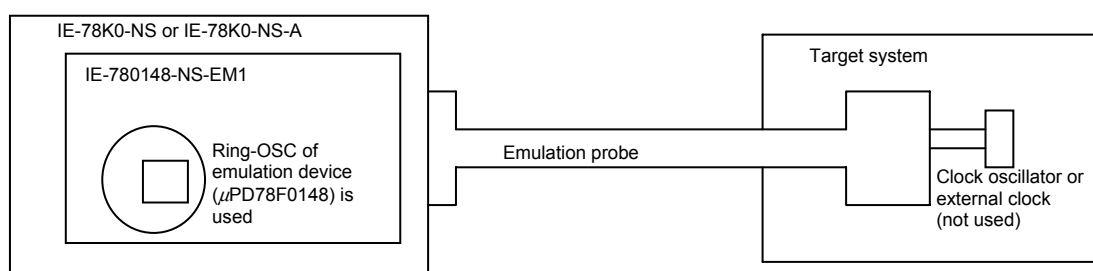 IE-78K0-NS or IE-78K0-NS-A
IE-780148-NS-EM1
Ring-OSC of
emulation device
(μPD78F0148) is
used
Emulation probe
Target system
Clock oscillator or
external clock
(not used)